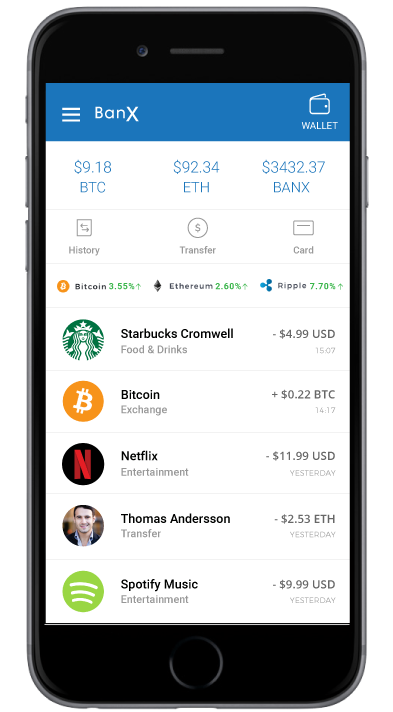 BanX
WALLET
$9.18 $92.34 $3432.37
BTC ETH BANX
History Transfer Card
Bitcoin 3.55%↑ Ethereum 2.60%↑ Ripple 7.70%↑
Starbucks Cromwell - $4.99 USD
Food & Drinks 15:07
Bitcoin + $0.22 BTC
Exchange 14:17
Netflix - $11.99 USD
Entertainment YESTERDAY
Thomas Andersson - $2.53 ETH
Transfer YESTERDAY
Spotify Music - $9.99 USD
Entertainment YESTERDAY